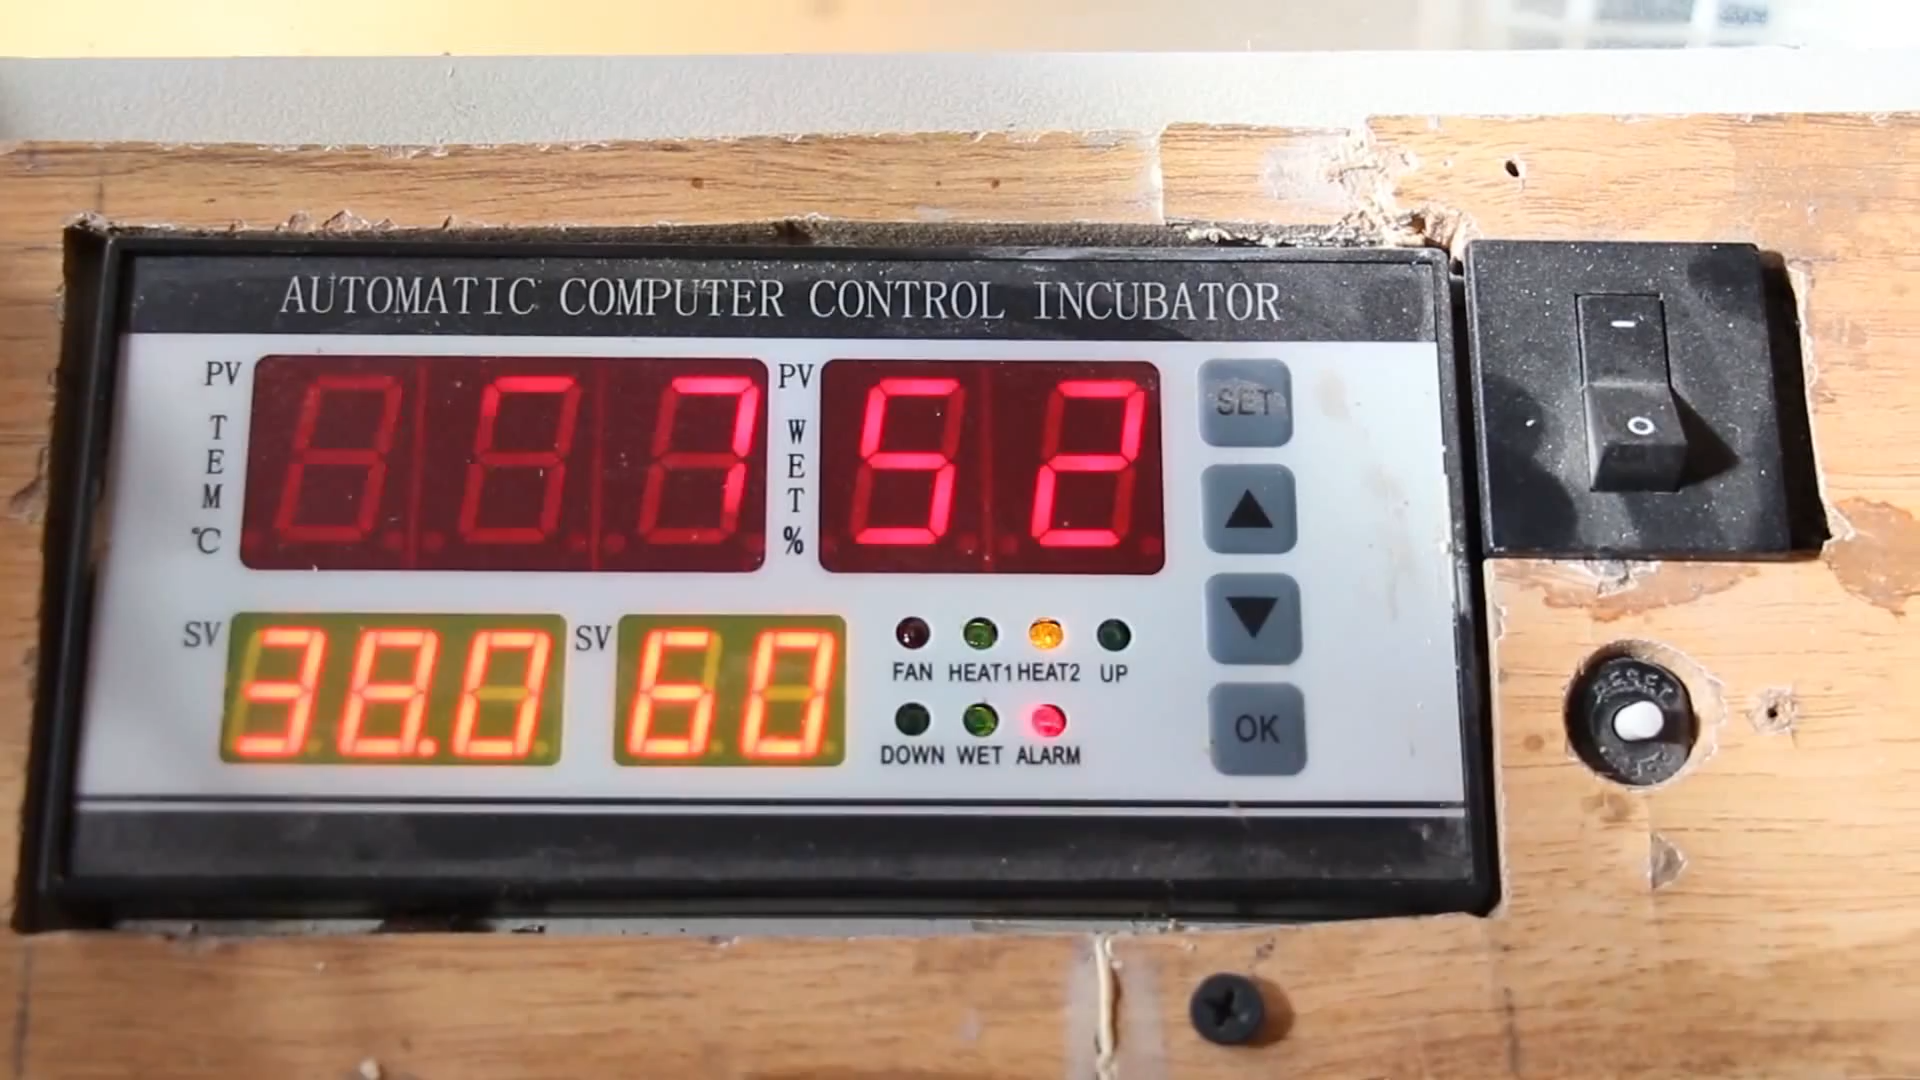 AUTOMATIC COMPUTER CONTROL INCUBATOR
PV TEM ℃
PV WET % 52
SET
SV 38.0
SV 60
FAN HEAT1 HEAT2 UP
DOWN WET ALARM
OK
RESET